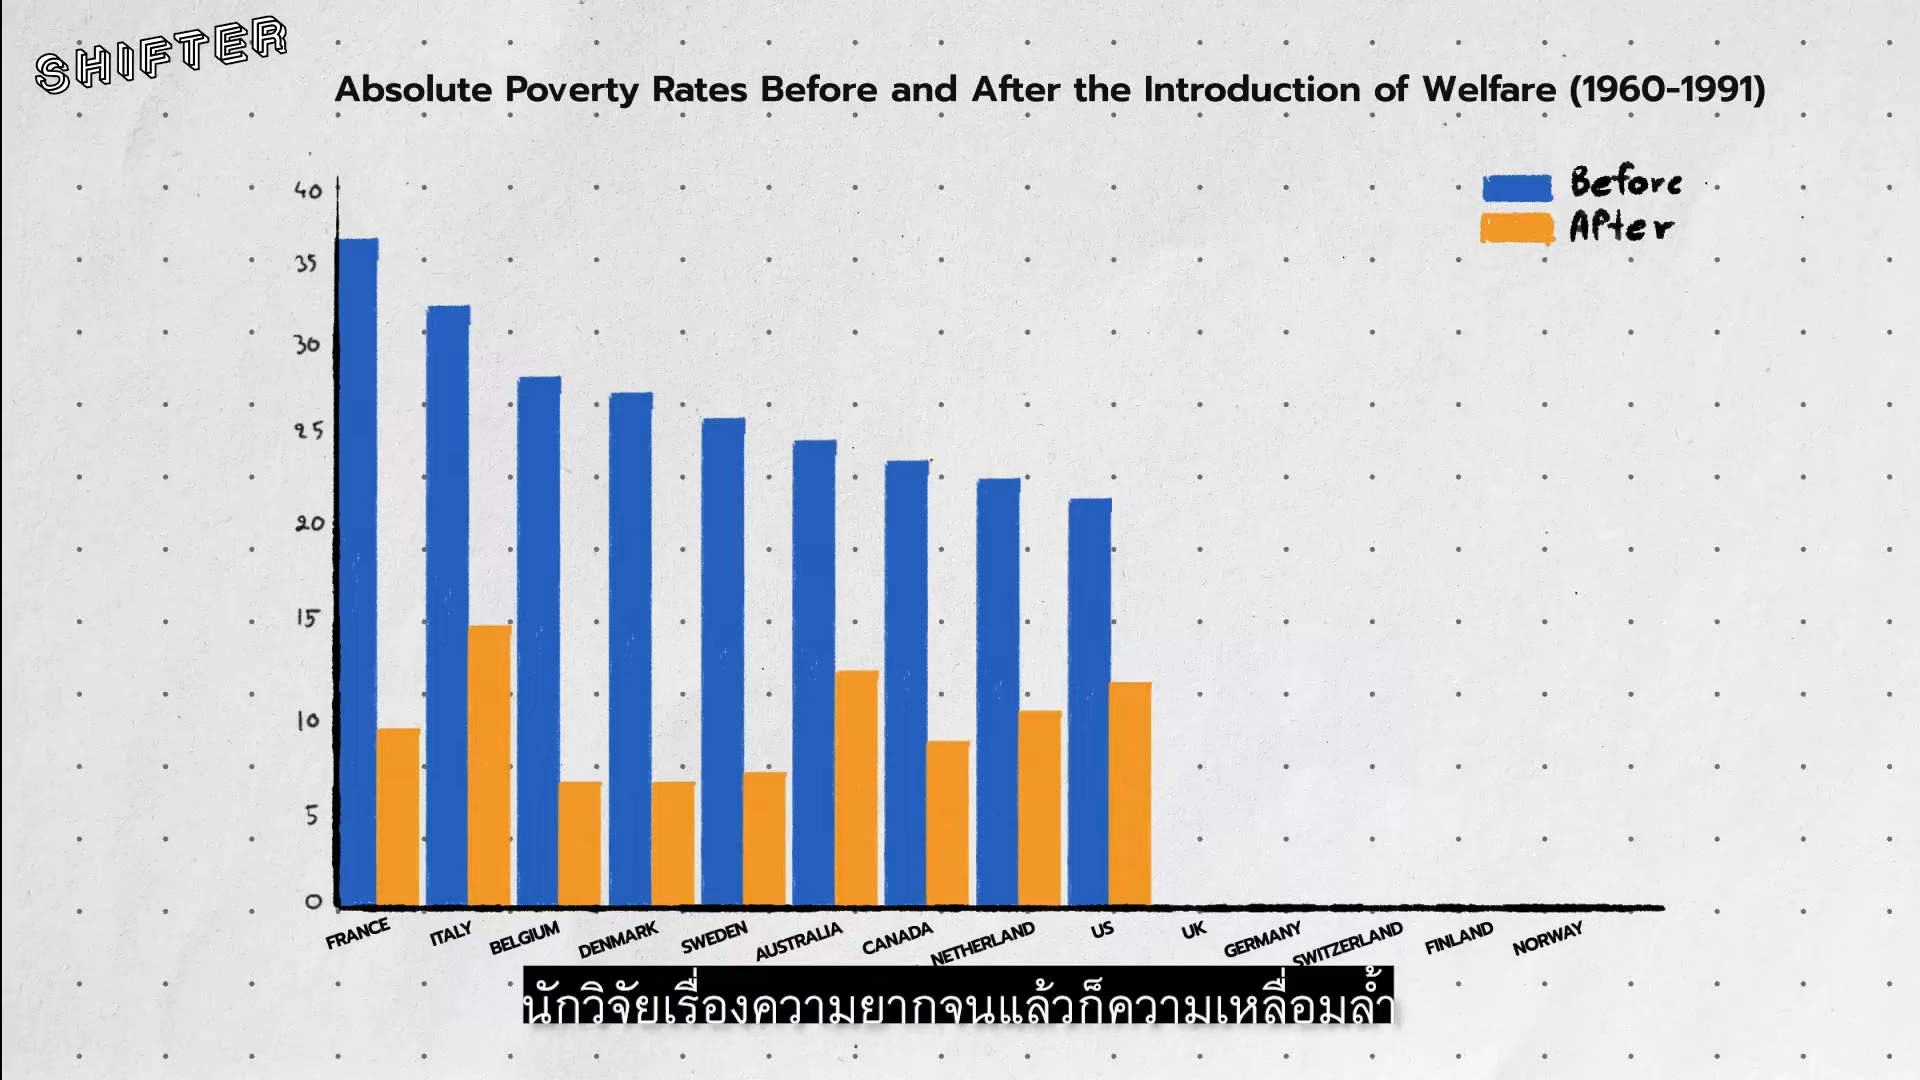 SHIFTER
Absolute Poverty Rates Before and After the Introduction of Welfare (1960-1991)
Before
After
40
35
30
25
20
15
10
5
0
FRANCE
ITALY
BELGIUM
DENMARK
SWEDEN
AUSTRALIA
CANADA
NETHERLAND
US
UK
GERMANY
SWITZERLAND
FINLAND
NORWAY
นักวิจัยเรื่องความยากจนแล้วก็ความเหลื่อมล้ำ